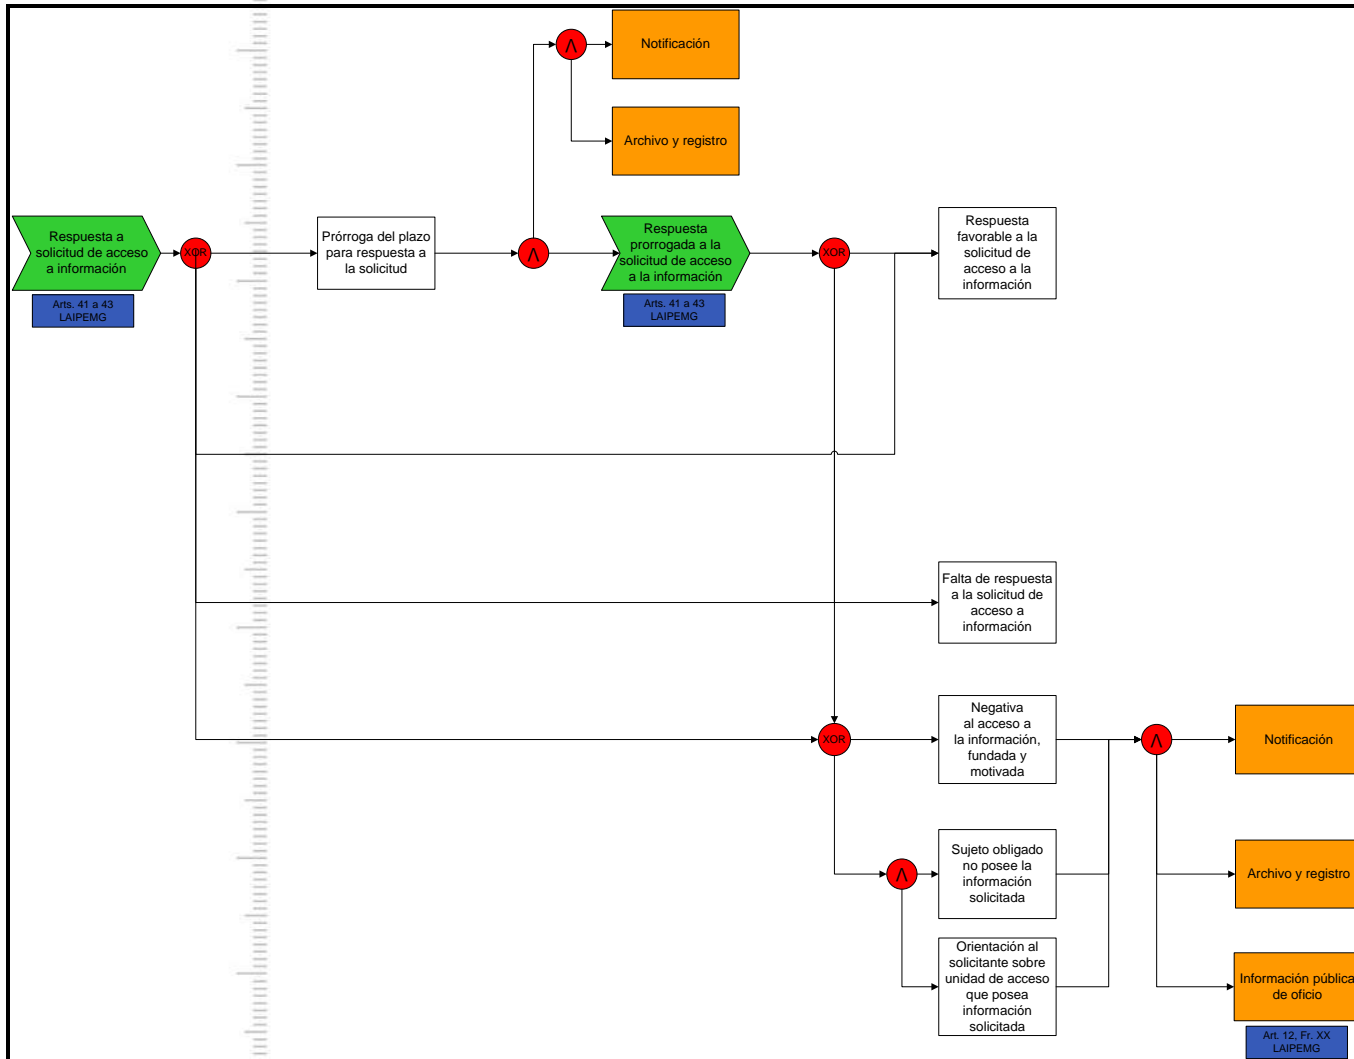 Notificación
Archivo y registro
Respuesta a
solicitud de acceso
a información
XOR
Prórroga del plazo
para respuesta a
la solicitud
Λ
Λ
Respuesta
prorrogada a la
solicitud de acceso
a la información
XOR
Respuesta
favorable a la
solicitud de
acceso a la
información
Arts. 41 a 43
LAIPEMG
Arts. 41 a 43
LAIPEMG
Falta de respuesta
a la solicitud de
acceso a
información
XOR
Negativa
al acceso a
la información,
fundada y
motivada
Λ
Notificación
Λ
Sujeto obligado
no posee la
información
solicitada
Archivo y registro
Orientación al
solicitante sobre
unidad de acceso
que posea
información
solicitada
Información pública
de oficio
Art. 12, Fr. XX
LAIPEMG